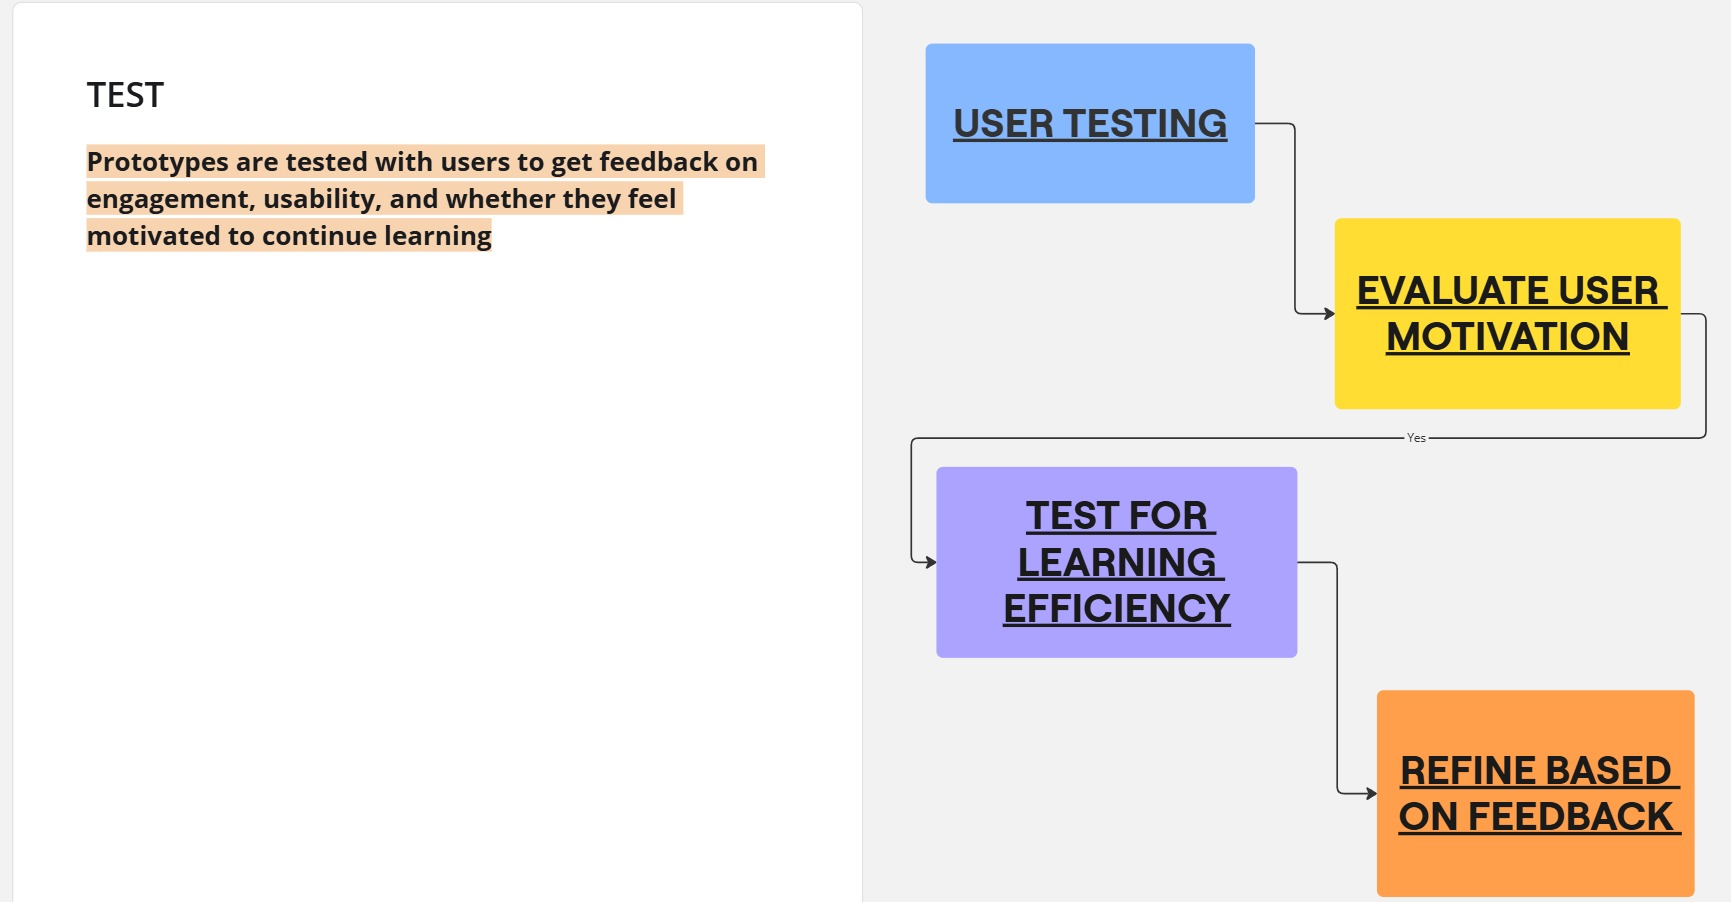 TEST
Prototypes are tested with users to get feedback on
engagement, usability, and whether they feel
motivated to continue learning
USER TESTING
EVALUATE USER
MOTIVATION
Yes
TEST FOR
LEARNING
EFFICIENCY
REFINE BASED
ON FEEDBACK